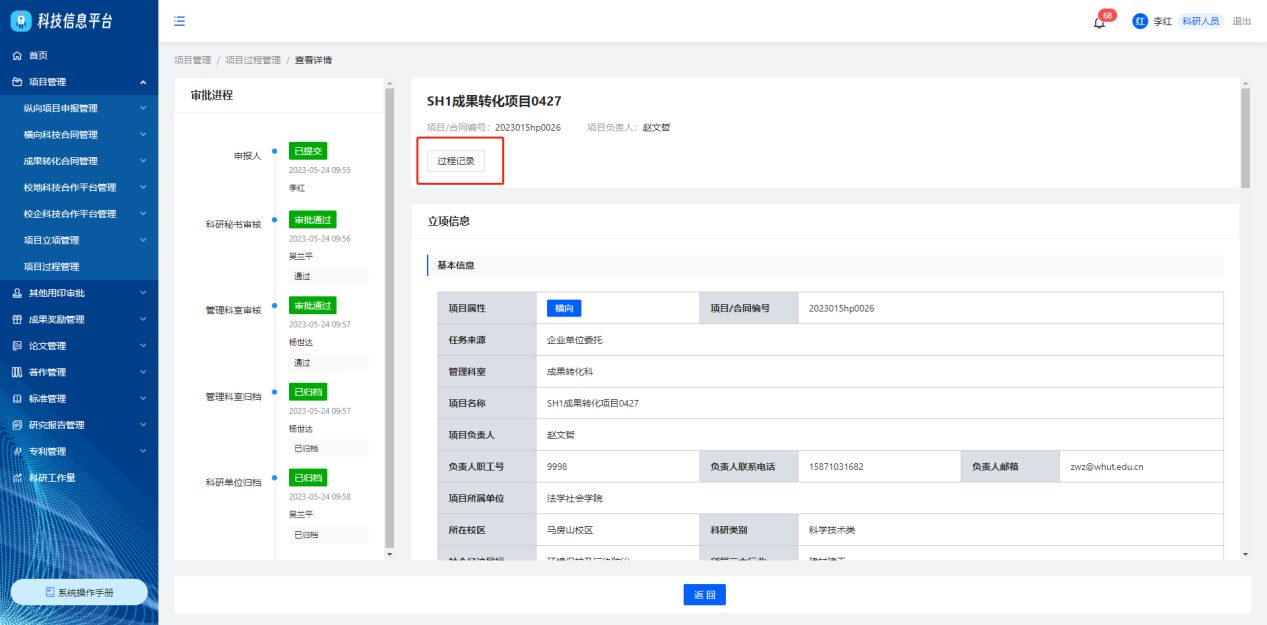 科技信息平台
68
红 李红 科研人员 退出
首页
项目管理
纵向项目申报管理
横向科技合同管理
成果转化合同管理
校地科技合作平台管理
校企科技合作平台管理
项目立项管理
项目过程管理
其他用印审批
成果奖励管理
论文管理
著作管理
标准管理
研究报告管理
专利管理
科研工作量
系统操作手册
项目管理 / 项目过程管理 / 查看详情
审批进程
申报人 已提交
2023-05-24 09:55
李红
科研秘书审核 审批通过
2023-05-24 09:56
吴兰平
通过
管理科室审核 审批通过
2023-05-24 09:57
杨世达
通过
管理科室归档 已归档
2023-05-24 09:57
杨世达
已归档
科研单位归档 已归档
2023-05-24 09:58
吴兰平
已归档
SH1成果转化项目0427
项目/合同编号: 2023015hp0026 项目负责人: 赵文哲
过程记录
立项信息
基本信息
项目属性 横向 项目/合同编号 2023015hp0026
任务来源 企业单位委托
管理科室 成果转化科
项目名称 SH1成果转化项目0427
项目负责人 赵文哲
负责人职工号 9998 负责人联系电话 15871031682 负责人邮箱 zwz@whut.edu.cn
项目所属单位 法学社会学院
所在校区 马房山校区 科研类别 科学技术类
返 回